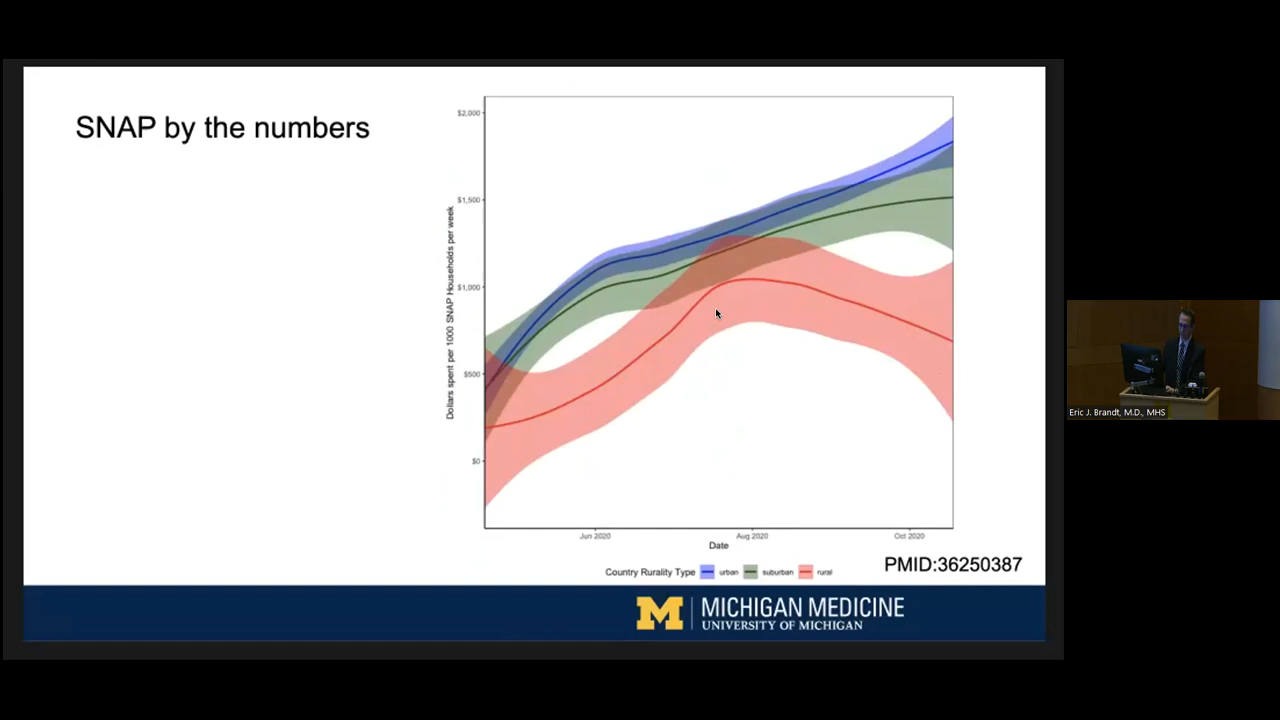 SNAP by the numbers
$2,000
$1,500
$1,000
$500
$0
Dollars spent per 1000 SNAP Households per week
Jun 2020
Aug 2020
Oct 2020
Date
Country Rurality Type
urban
suburban
rural
PMID:36250387
M
MICHIGAN MEDICINE
UNIVERSITY OF MICHIGAN
Eric J. Brandt, M.D., MHS